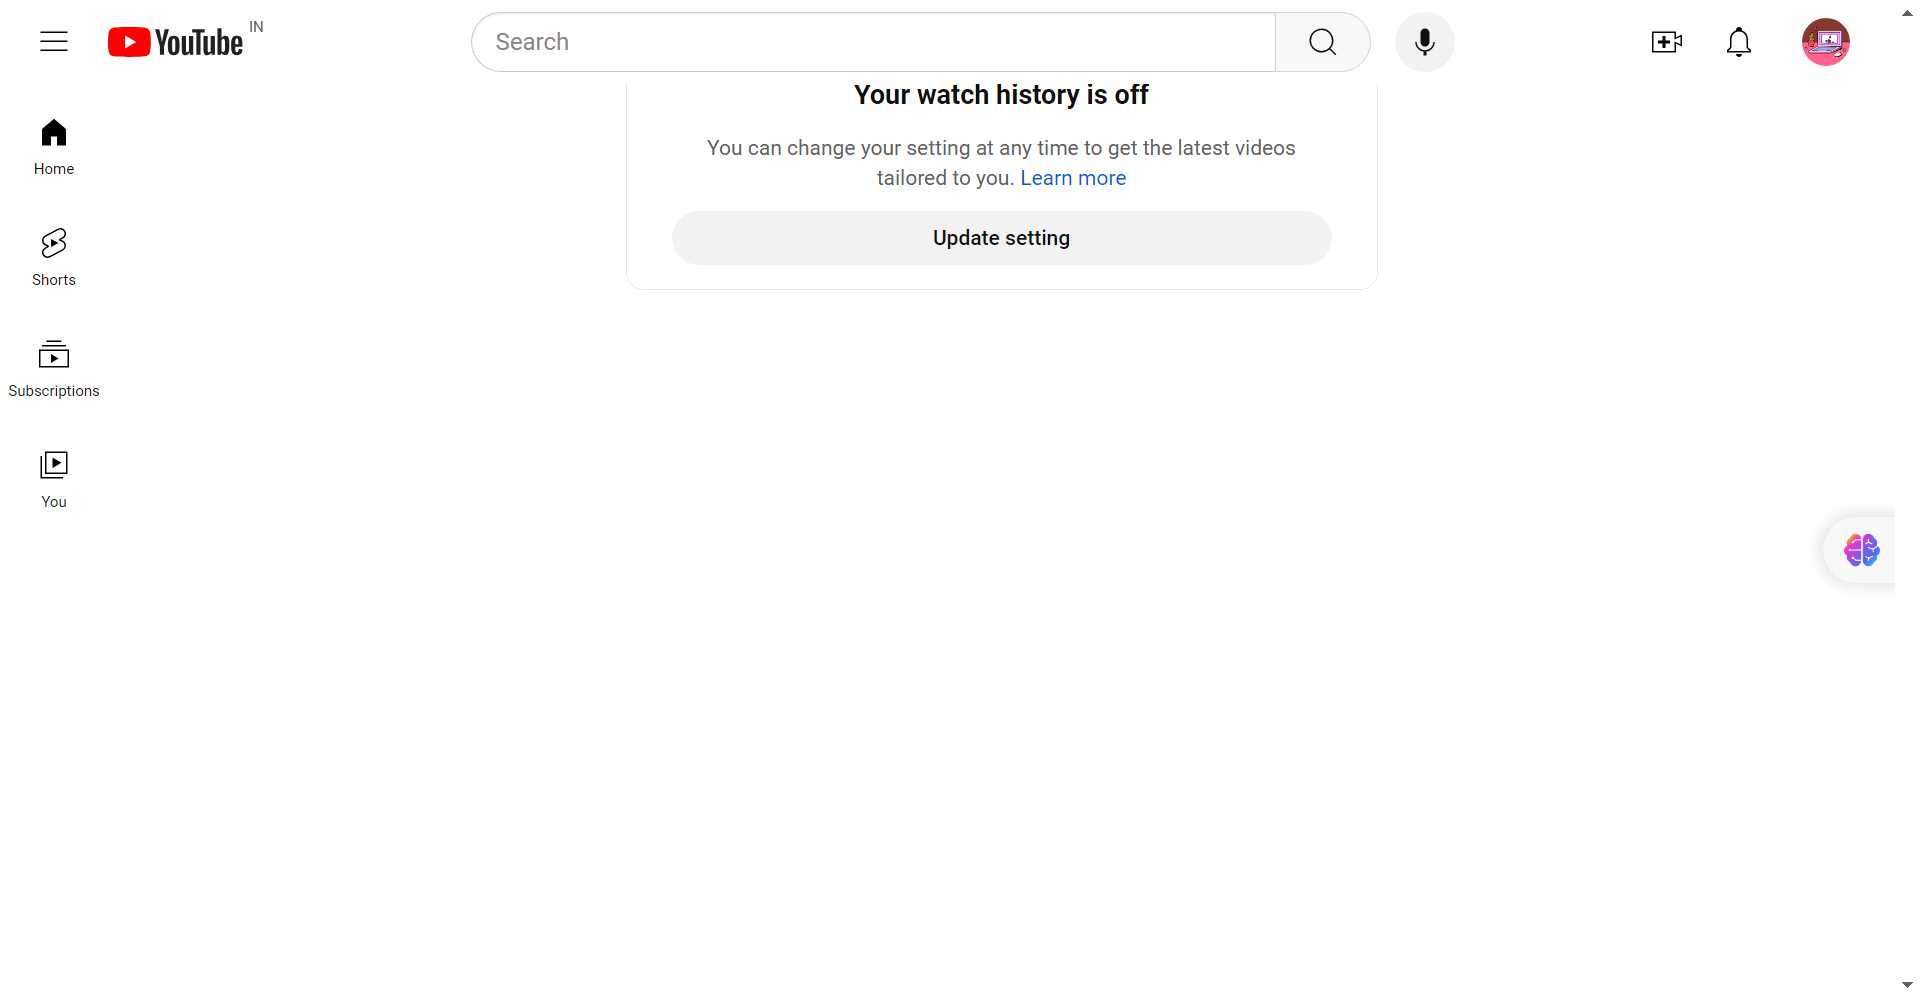 YouTube IN
Search
Your watch history is off
You can change your setting at any time to get the latest videos
tailored to you. Learn more
Update setting
Home
Shorts
Subscriptions
You